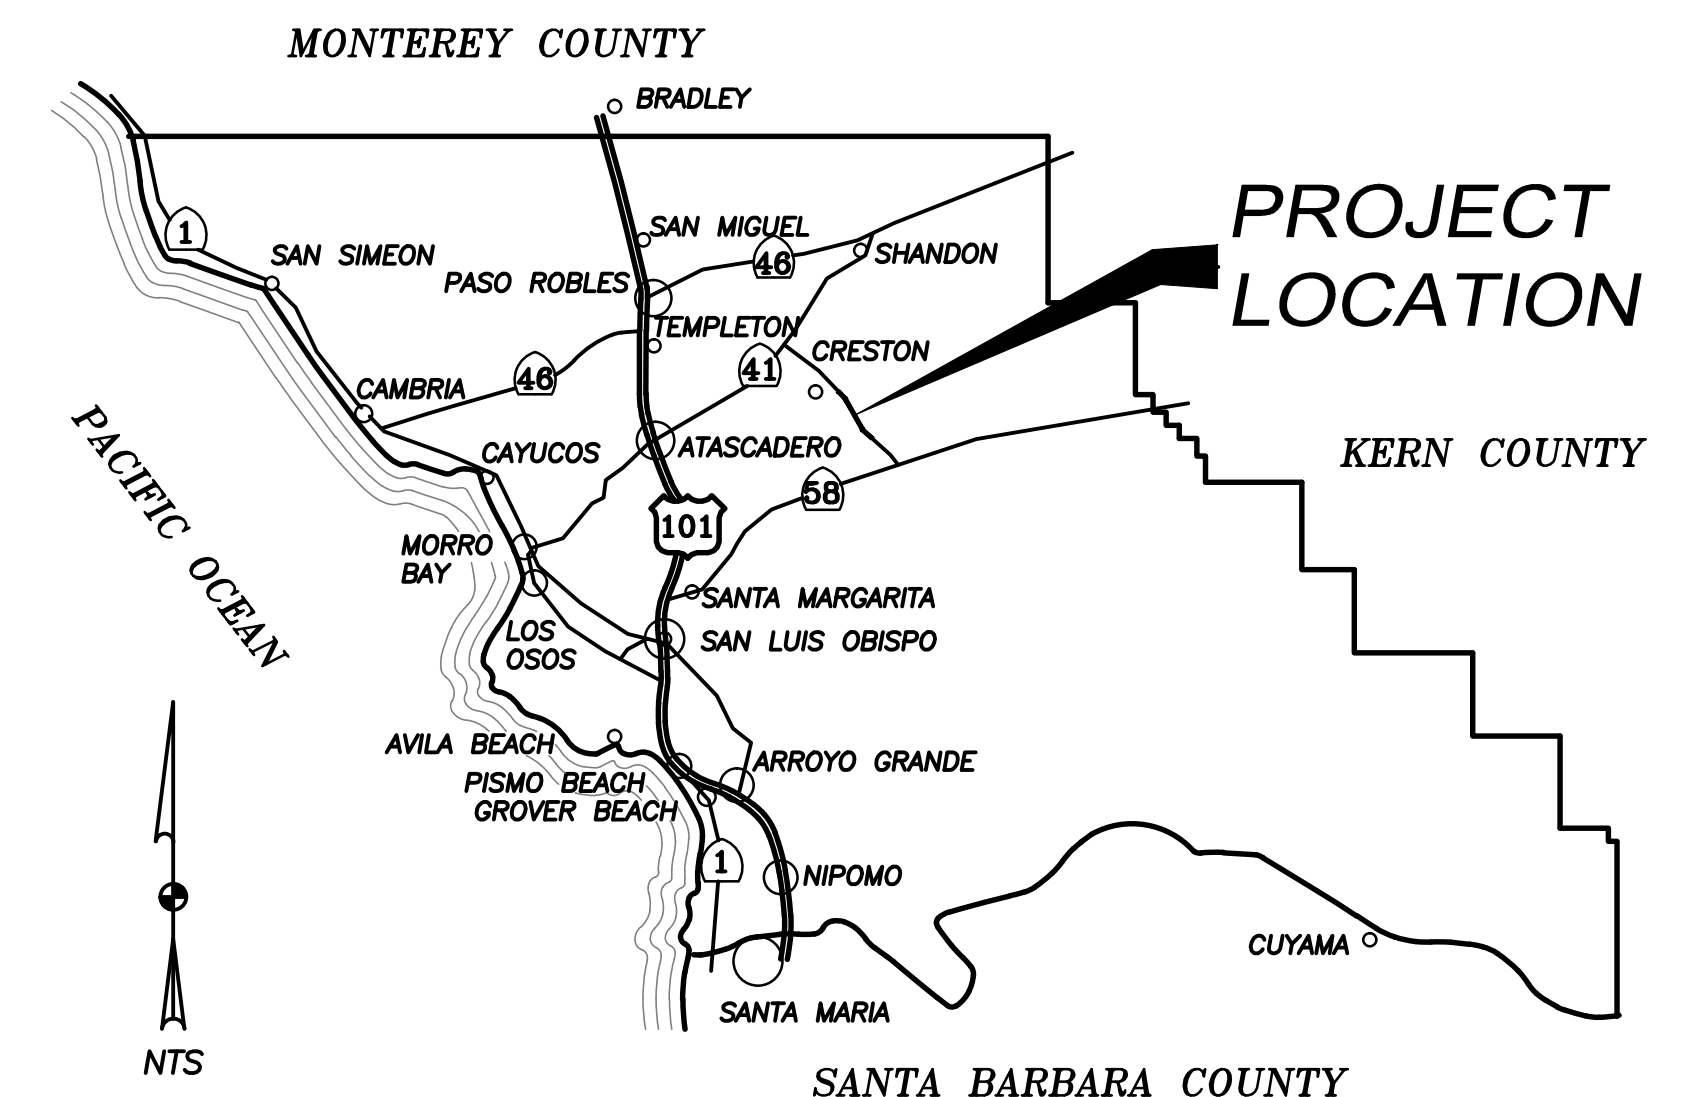 MONTEREY COUNTY
BRADLEY
PROJECT
LOCATION
1
SAN MIGUEL
SAN SIMEON
46
SHANDON
PASO ROBLES
TEMPLETON
CRESTON
46
41
CAMBRIA
PACIFIC OCEAN
CAYUCOS
ATASCADERO
KERN COUNTY
58
101
MORRO
BAY
SANTA MARGARITA
LOS
OSOS
SAN LUIS OBISPO
AVILA BEACH
ARROYO GRANDE
PISMO BEACH
GROVER BEACH
1
NIPOMO
CUYAMA
SANTA MARIA
NTS
SANTA BARBARA COUNTY